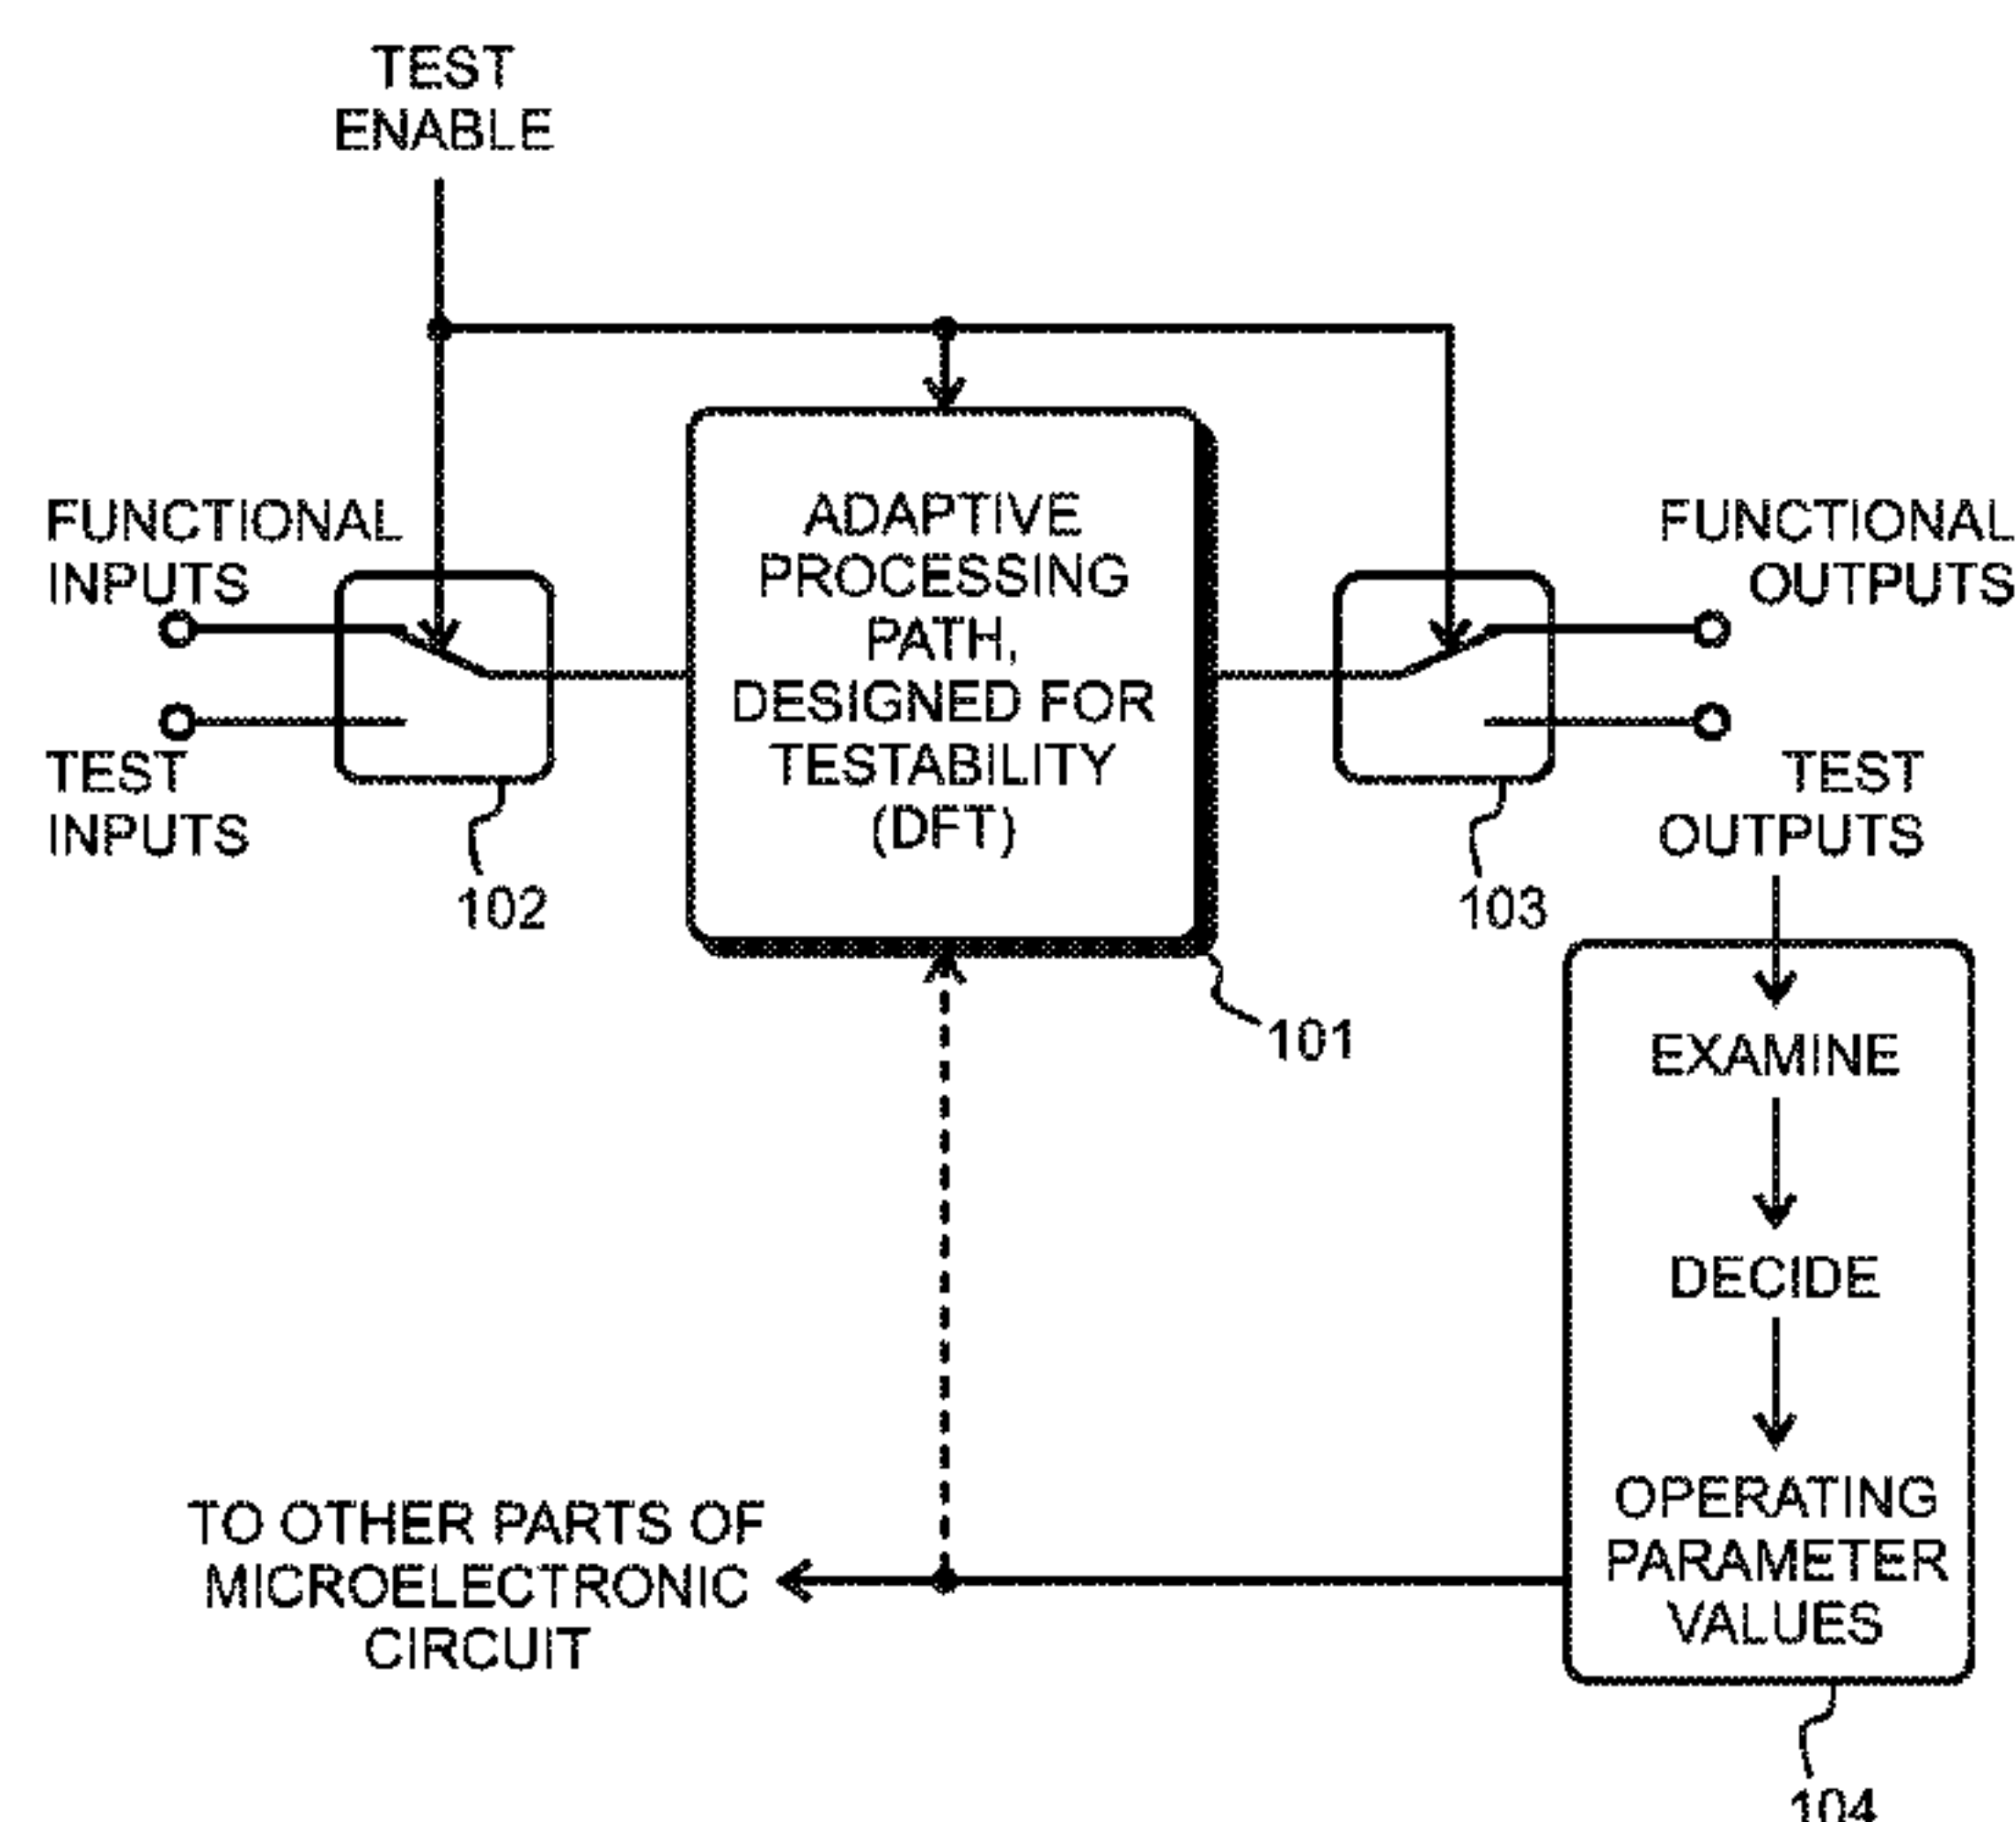 TEST
ENABLE
FUNCTIONAL
INPUTS
TEST
INPUTS
102
ADAPTIVE
PROCESSING
PATH,
DESIGNED FOR
TESTABILITY
(DFT)
101
FUNCTIONAL
OUTPUTS
TEST
OUTPUTS
103
EXAMINE
DECIDE
OPERATING
PARAMETER
VALUES
TO OTHER PARTS OF
MICROELECTRONIC
CIRCUIT
104